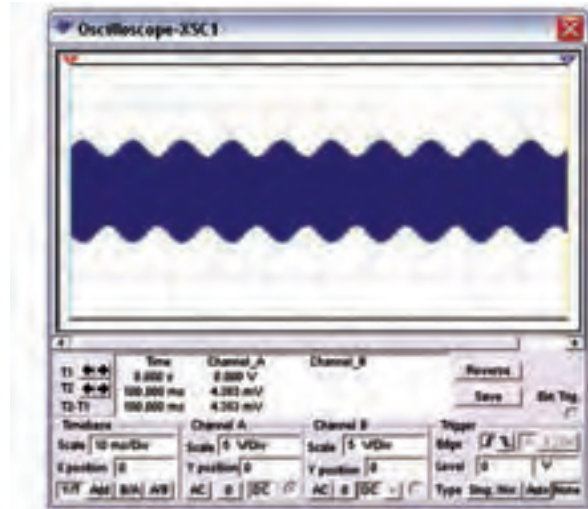 Oscilloscope-XSC1
Time Channel_A Channel_B
T1 0.000 s 0.000 V
T2 100.000 ms 4.303 mV
T2-T1 100.000 ms 4.303 mV
Reverse
Save
Ext Trig.
Timebase
Scale 10 ms/Div
X position 0
Y/T Add B/A A/B
Channel A
Scale 5 V/Div
Y position 0
AC 0 DC
Channel B
Scale 5 V/Div
Y position 0
AC 0 DC -
Trigger
Edge
Level 0 V
Type Sing. Nor. Auto None